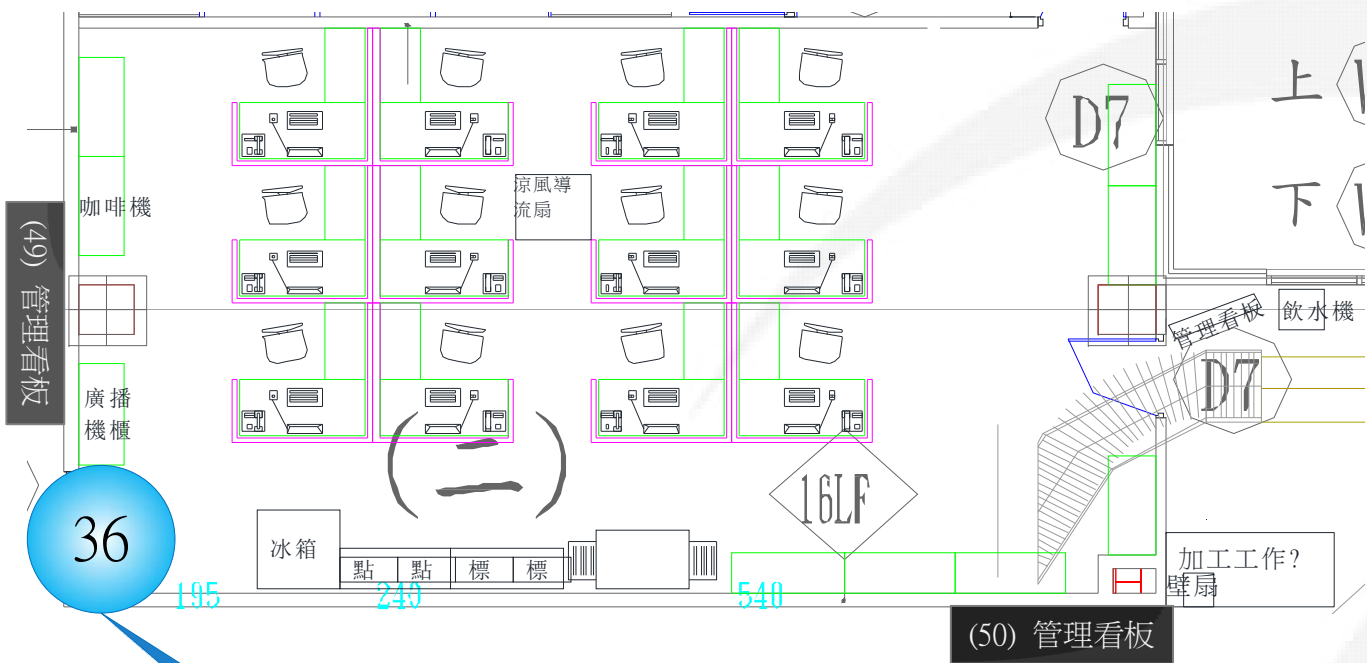 上
D7
涼風導
流扇
下
咖啡機
(49) 管理看板
管理看板
飲水機
廣播
機櫃
D7
(二)
16LF
36
冰箱
點
點
標
標
加工工作?
壁扇
195
240
540
(50) 管理看板